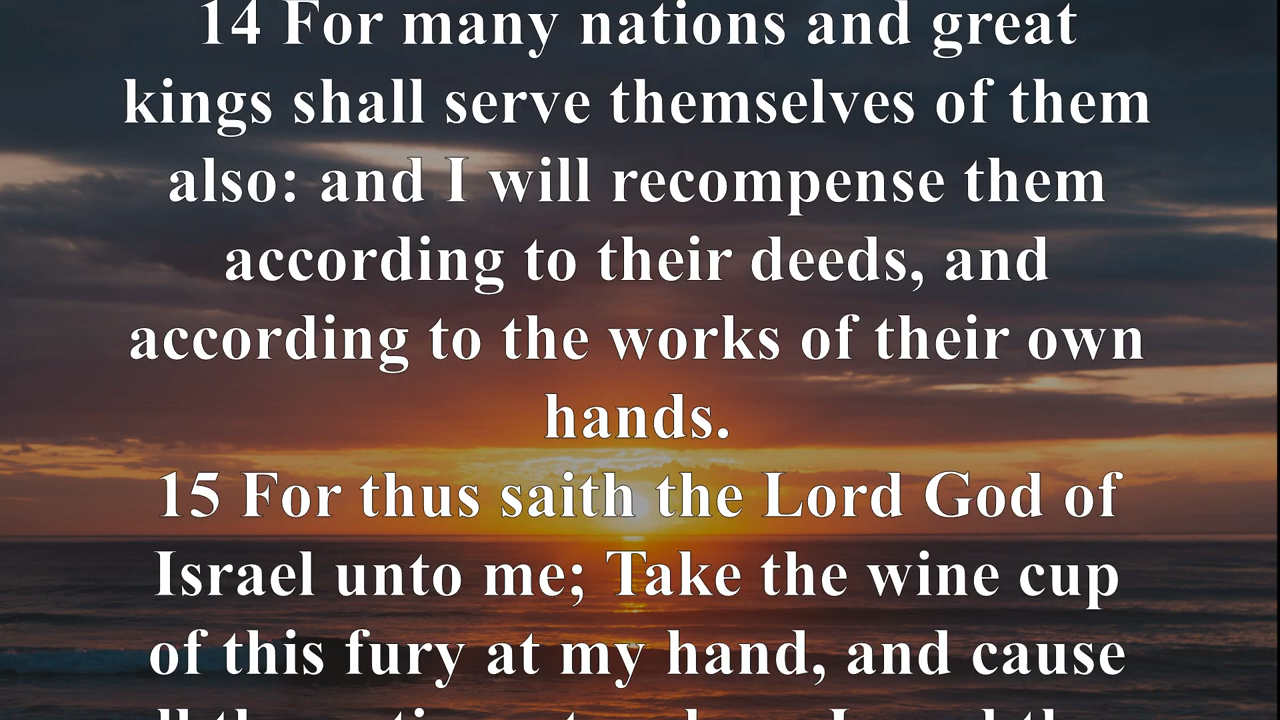 14 For many nations and great
kings shall serve themselves of them
also: and I will recompense them
according to their deeds, and
according to the works of their own
hands.
15 For thus saith the Lord God of
Israel unto me; Take the wine cup
of this fury at my hand, and cause